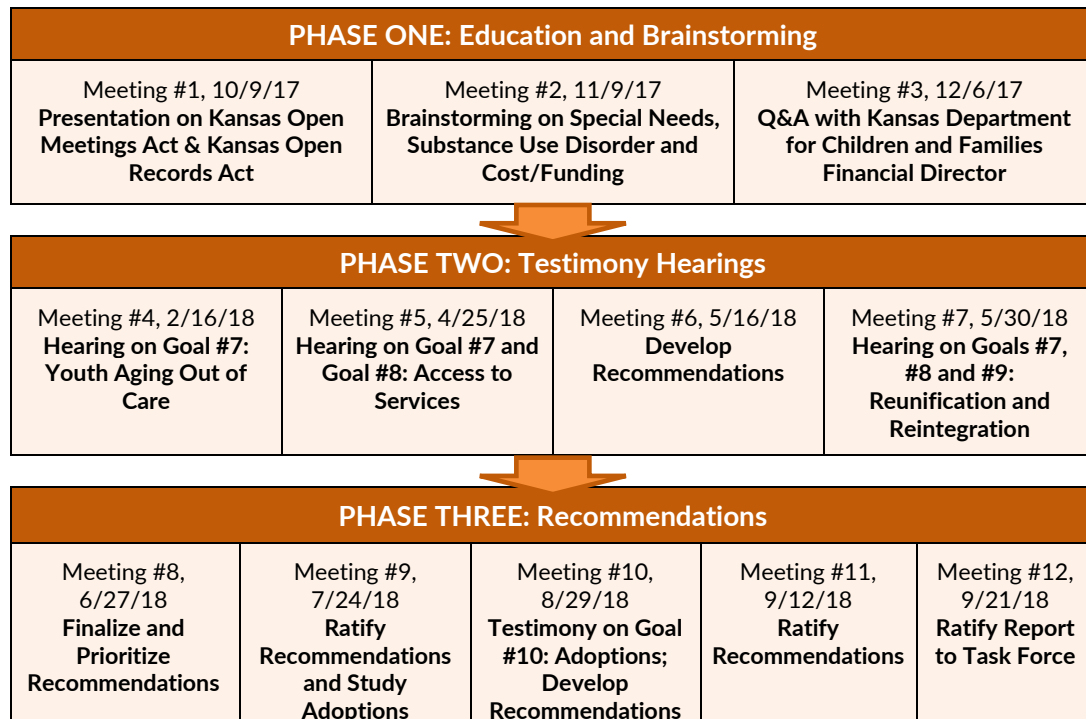 PHASE ONE: Education and Brainstorming
Meeting #1, 10/9/17
Presentation on Kansas Open
Meetings Act & Kansas Open
Records Act
Meeting #2, 11/9/17
Brainstorming on Special Needs,
Substance Use Disorder and
Cost/Funding
Meeting #3, 12/6/17
Q&A with Kansas Department
for Children and Families
Financial Director
PHASE TWO: Testimony Hearings
Meeting #4, 2/16/18
Hearing on Goal #7:
Youth Aging Out of
Care
Meeting #5, 4/25/18
Hearing on Goal #7 and
Goal #8: Access to
Services
Meeting #6, 5/16/18
Develop
Recommendations
Meeting #7, 5/30/18
Hearing on Goals #7,
#8 and #9:
Reunification and
Reintegration
PHASE THREE: Recommendations
Meeting #8,
6/27/18
Finalize and
Prioritize
Recommendations
Meeting #9,
7/24/18
Ratify
Recommendations
and Study
Adoptions
Meeting #10,
8/29/18
Testimony on Goal
#10: Adoptions;
Develop
Recommendations
Meeting #11,
9/12/18
Ratify
Recommendations
Meeting #12,
9/21/18
Ratify Report
to Task Force